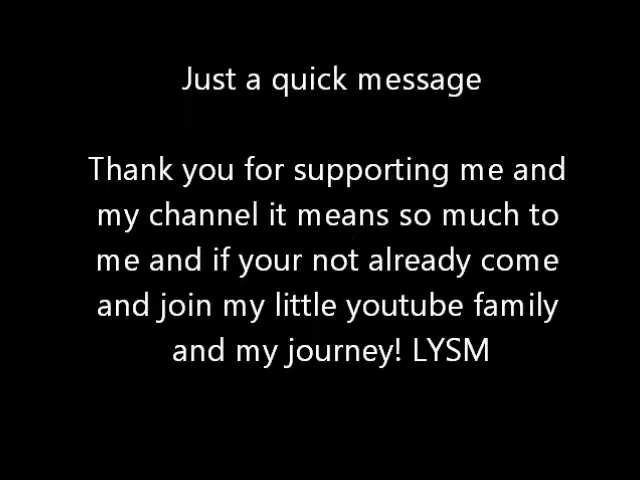 Just a quick message
Thank you for supporting me and
my channel it means so much to
me and if your not already come
and join my little youtube family
and my journey! LYSM